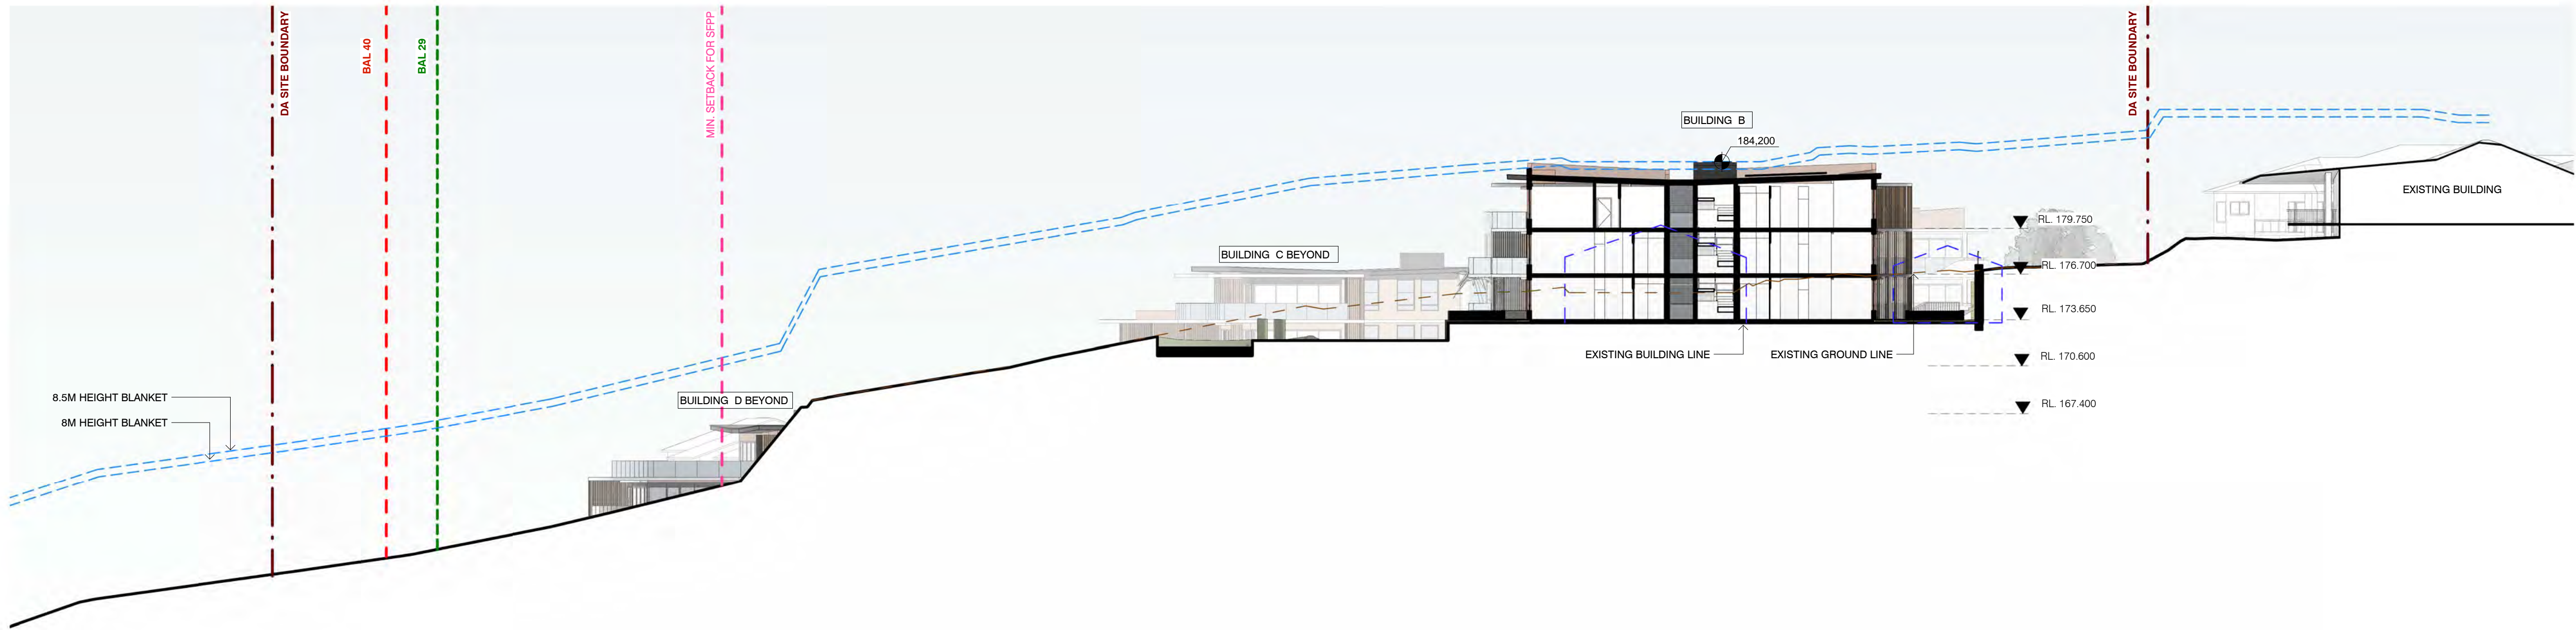 DA SITE BOUNDARY
BAL 40
BAL 29
MIN. SETBACK FOR SFPP
DA SITE BOUNDARY
BUILDING B
184,200
EXISTING BUILDING
RL. 179.750
BUILDING C BEYOND
RL. 176.700
RL. 173.650
EXISTING BUILDING LINE
EXISTING GROUND LINE
RL. 170.600
8.5M HEIGHT BLANKET
BUILDING D BEYOND
RL. 167.400
8M HEIGHT BLANKET